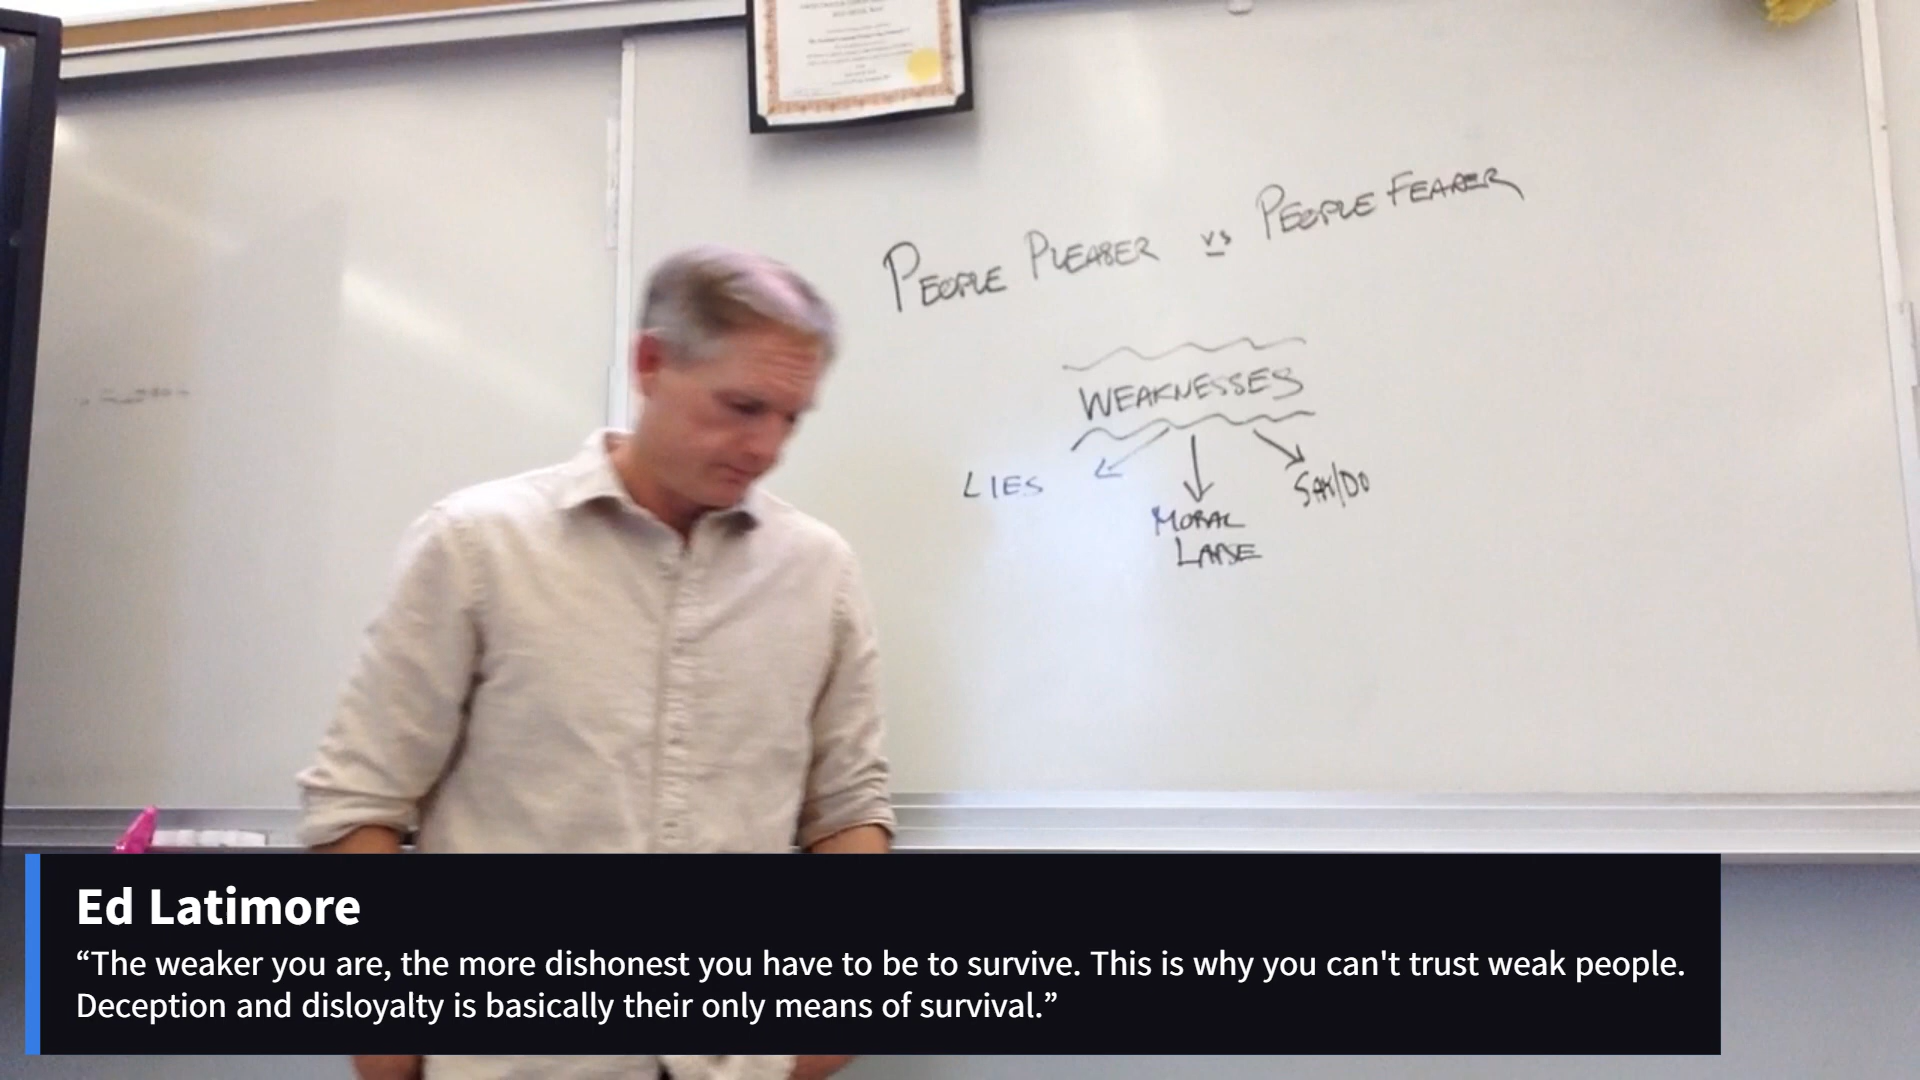 PEOPLE PLEASER vs PEOPLE FEARER
WEAKNESSES
LIES
MORAL
LAPSE
SAY/DO
Ed Latimore
“The weaker you are, the more dishonest you have to be to survive. This is why you can't trust weak people.
Deception and disloyalty is basically their only means of survival.”